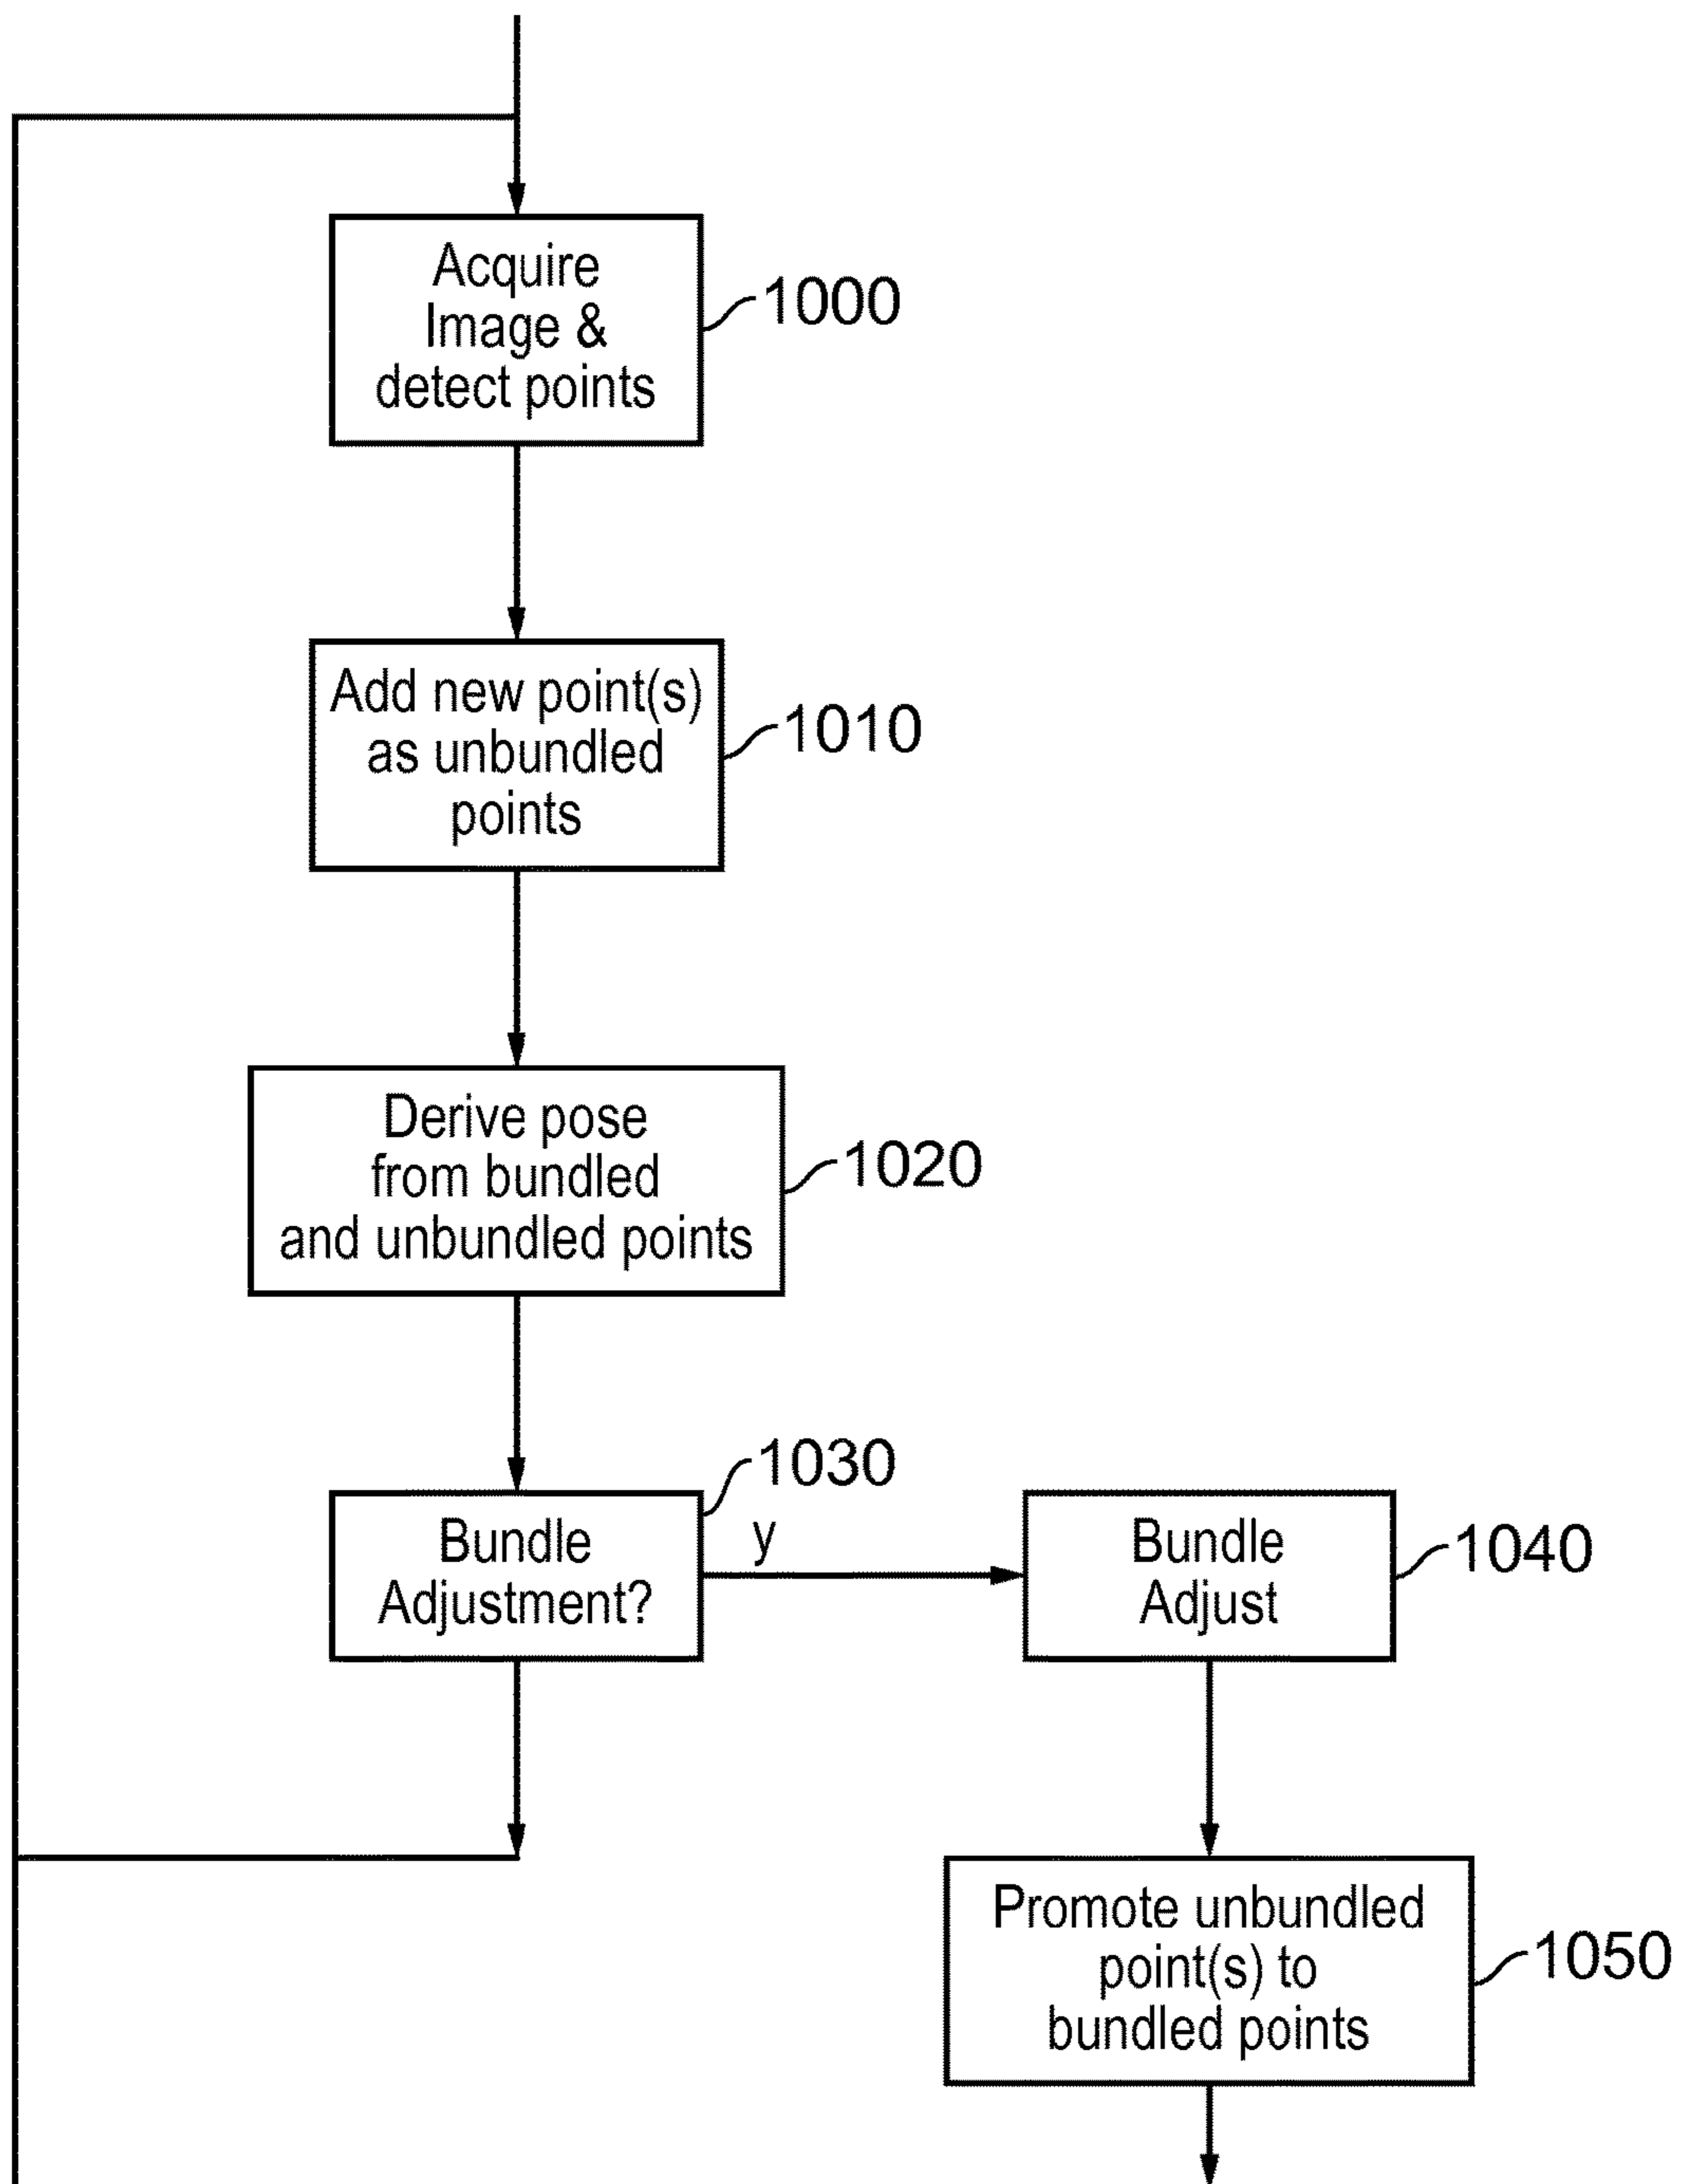 Acquire
Image &
detect points
1000
Add new point(s)
as unbundled
points
1010
Derive pose
from bundled
and unbundled points
1020
Bundle
Adjustment?
1030
y
Bundle
Adjust
1040
Promote unbundled
point(s) to
bundled points
1050